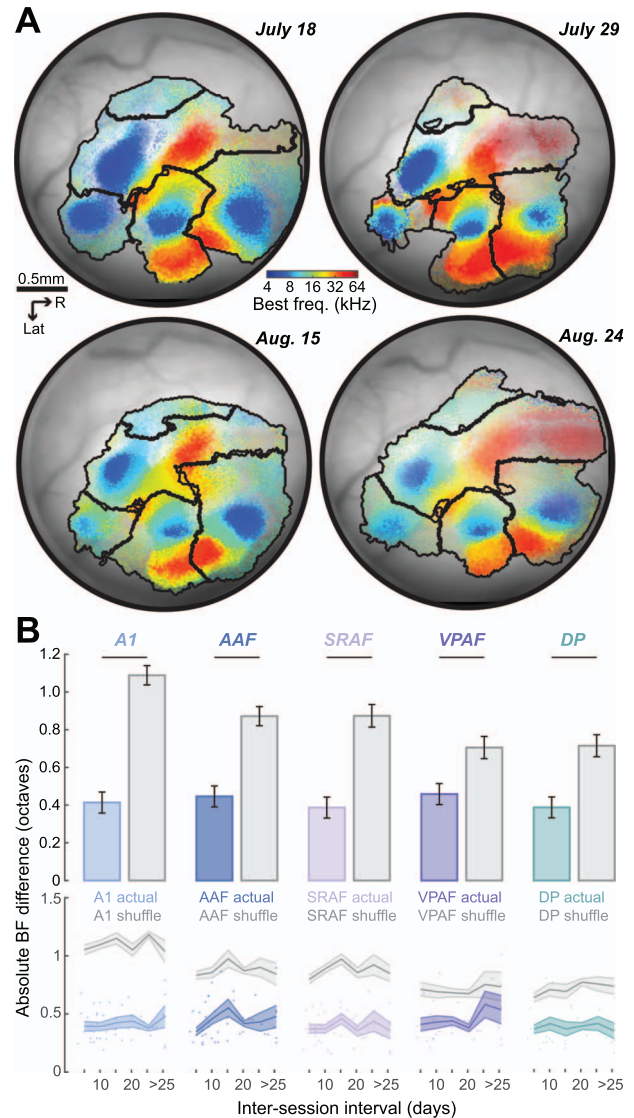 A
July 18
July 29
0.5mm
R
Lat
4 8 16 32 64
Best freq. (kHz)
Aug. 15
Aug. 24
B
A1 AAF SRAF VPAF DP
Absolute BF difference (octaves)
1.2
1.0
0.8
0.6
0.4
0.2
0
A1 actual AAF actual SRAF actual VPAF actual DP actual
A1 shuffle AAF shuffle SRAF shuffle VPAF shuffle DP shuffle
1.5
1
0.5
0
10 20 >25 10 20 >25 10 20 >25 10 20 >25 10 20 >25
Inter-session interval (days)